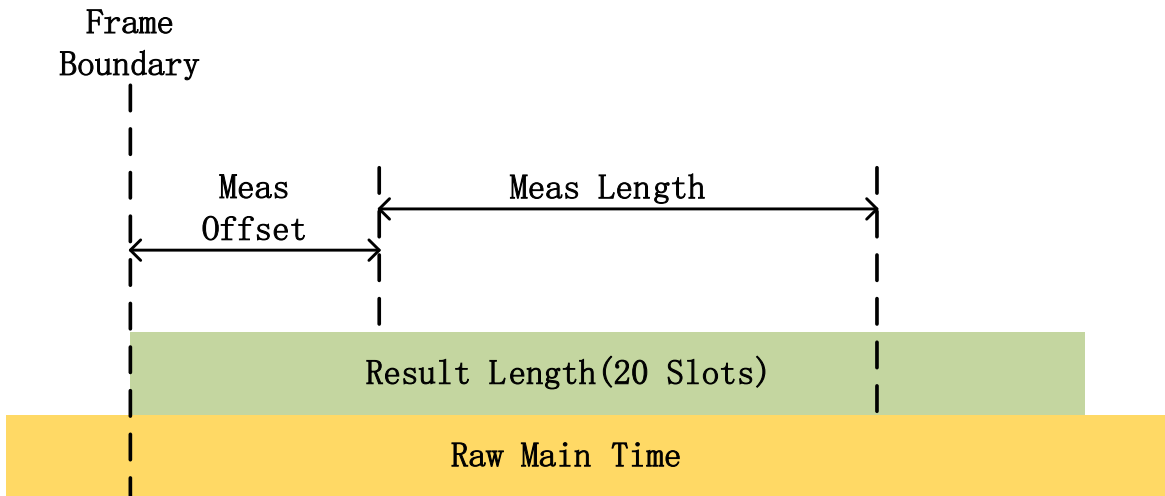 Frame
Boundary
Meas
Offset
Meas Length
Result Length(20 Slots)
Raw Main Time